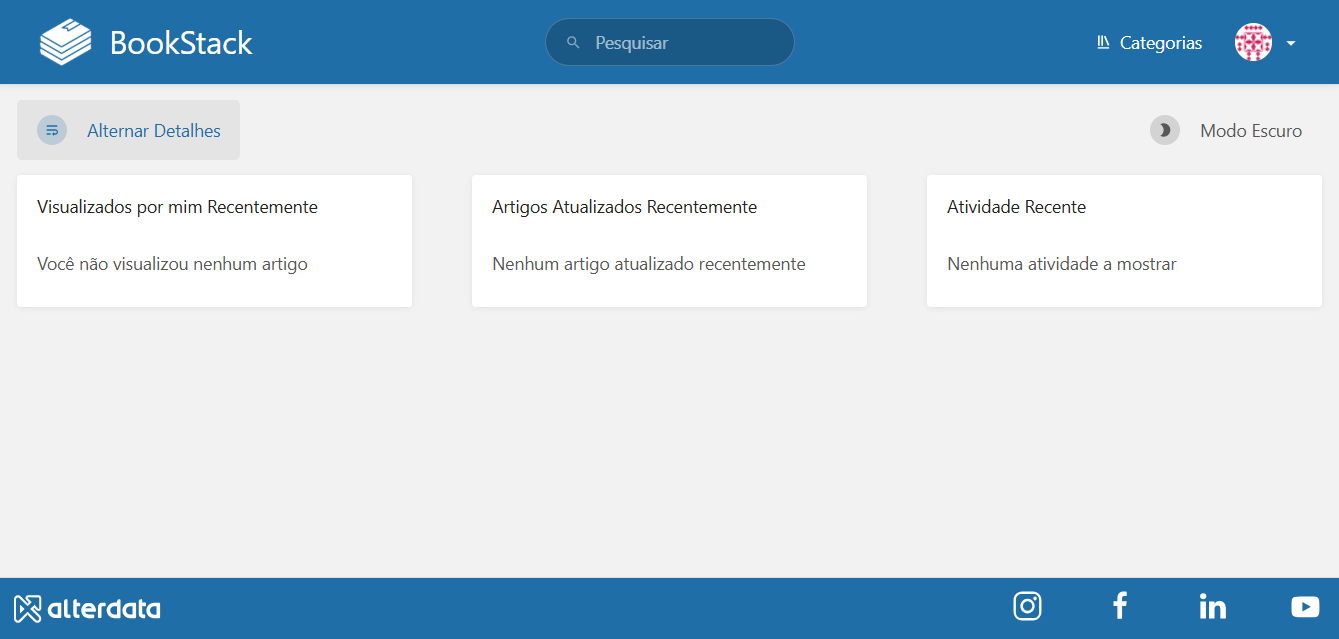 BookStack
Pesquisar
Categorias
Alternar Detalhes
Modo Escuro
Visualizados por mim Recentemente
Você não visualizou nenhum artigo
Artigos Atualizados Recentemente
Nenhum artigo atualizado recentemente
Atividade Recente
Nenhuma atividade a mostrar
alterdata